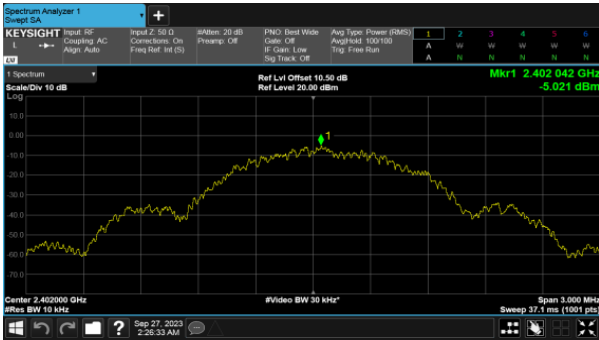 Spectrum Analyzer 1
Swept SA
+
KEYSIGHT Input: RF Input Z: 50 Ω #Atten: 20 dB PNO: Best Wide Avg Type: Power (RMS) 1 2 3 4 5 6
L Coupling: AC Corrections: On Preamp: Off Gate: Off Avg|Hold: 100/100 A W W W W W
Align: Auto Freq Ref: Int (S) IF Gain: Low Trig: Free Run A N N N N N
Sig Track: Off
1 Spectrum Ref Lvl Offset 10.50 dB Mkr1 2.402 042 GHz
Scale/Div 10 dB Ref Level 20.00 dBm -5.021 dBm
Log
10.0
0.00
1
-10.0
-20.0
-30.0
-40.0
-50.0
-60.0
-70.0
Center 2.402000 GHz #Video BW 30 kHz* Span 3.000 MHz
#Res BW 10 kHz Sweep 37.1 ms (1001 pts)
? Sep 27, 2023
2:26:33 AM